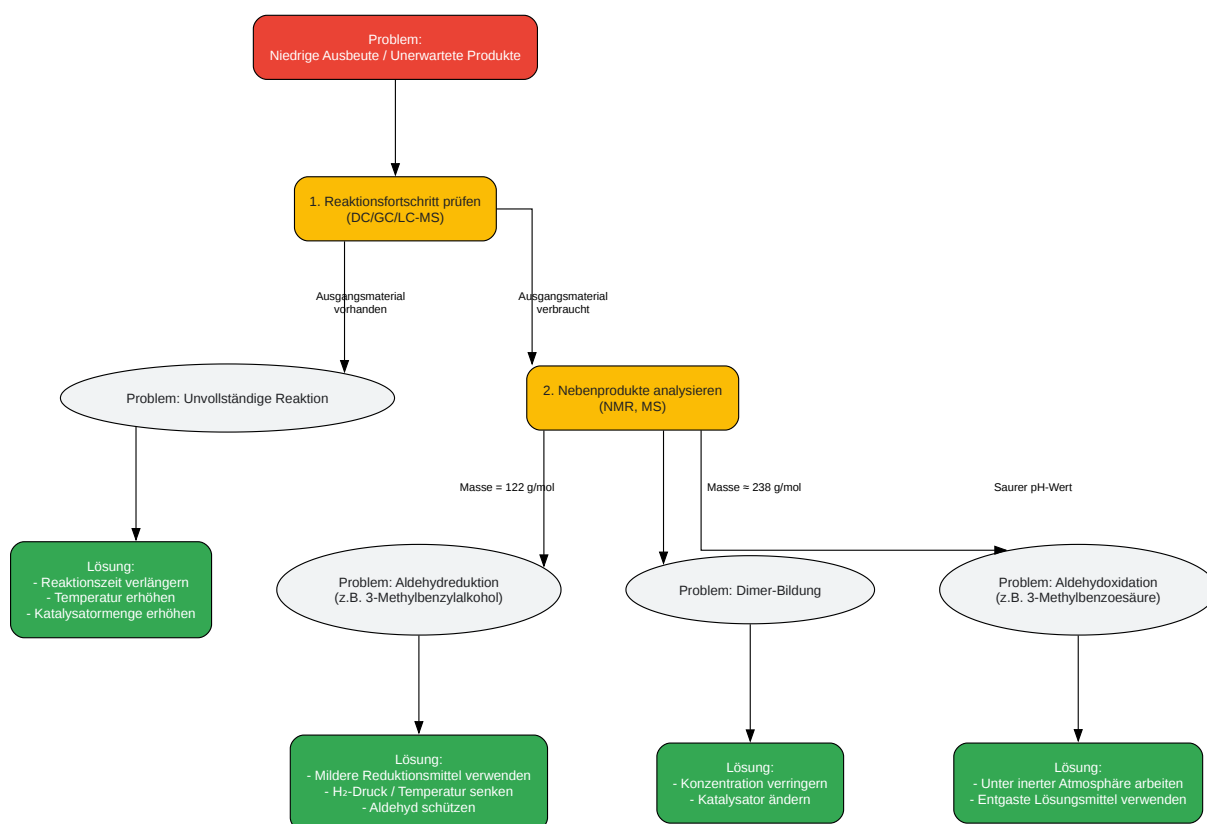 Problem:
Niedrige Ausbeute / Unerwartete Produkte
1. Reaktionsfortschritt prüfen
(DC/GC/LC-MS)
Ausgangsmaterial
vorhanden
Ausgangsmaterial
verbraucht
Problem: Unvollständige Reaktion
2. Nebenprodukte analysieren
(NMR, MS)
Masse = 122 g/mol
Masse ≈ 238 g/mol
Saurer pH-Wert
Lösung:
- Reaktionszeit verlängern
- Temperatur erhöhen
- Katalysatormenge erhöhen
Problem: Aldehydreduktion
(z.B. 3-Methylbenzylalkohol)
Problem: Dimer-Bildung
Problem: Aldehydoxidation
(z.B. 3-Methylbenzoesäure)
Lösung:
- Mildere Reduktionsmittel verwenden
- H₂-Druck / Temperatur senken
- Aldehyd schützen
Lösung:
- Konzentration verringern
- Katalysator ändern
Lösung:
- Unter inerter Atmosphäre arbeiten
- Entgaste Lösungsmittel verwenden